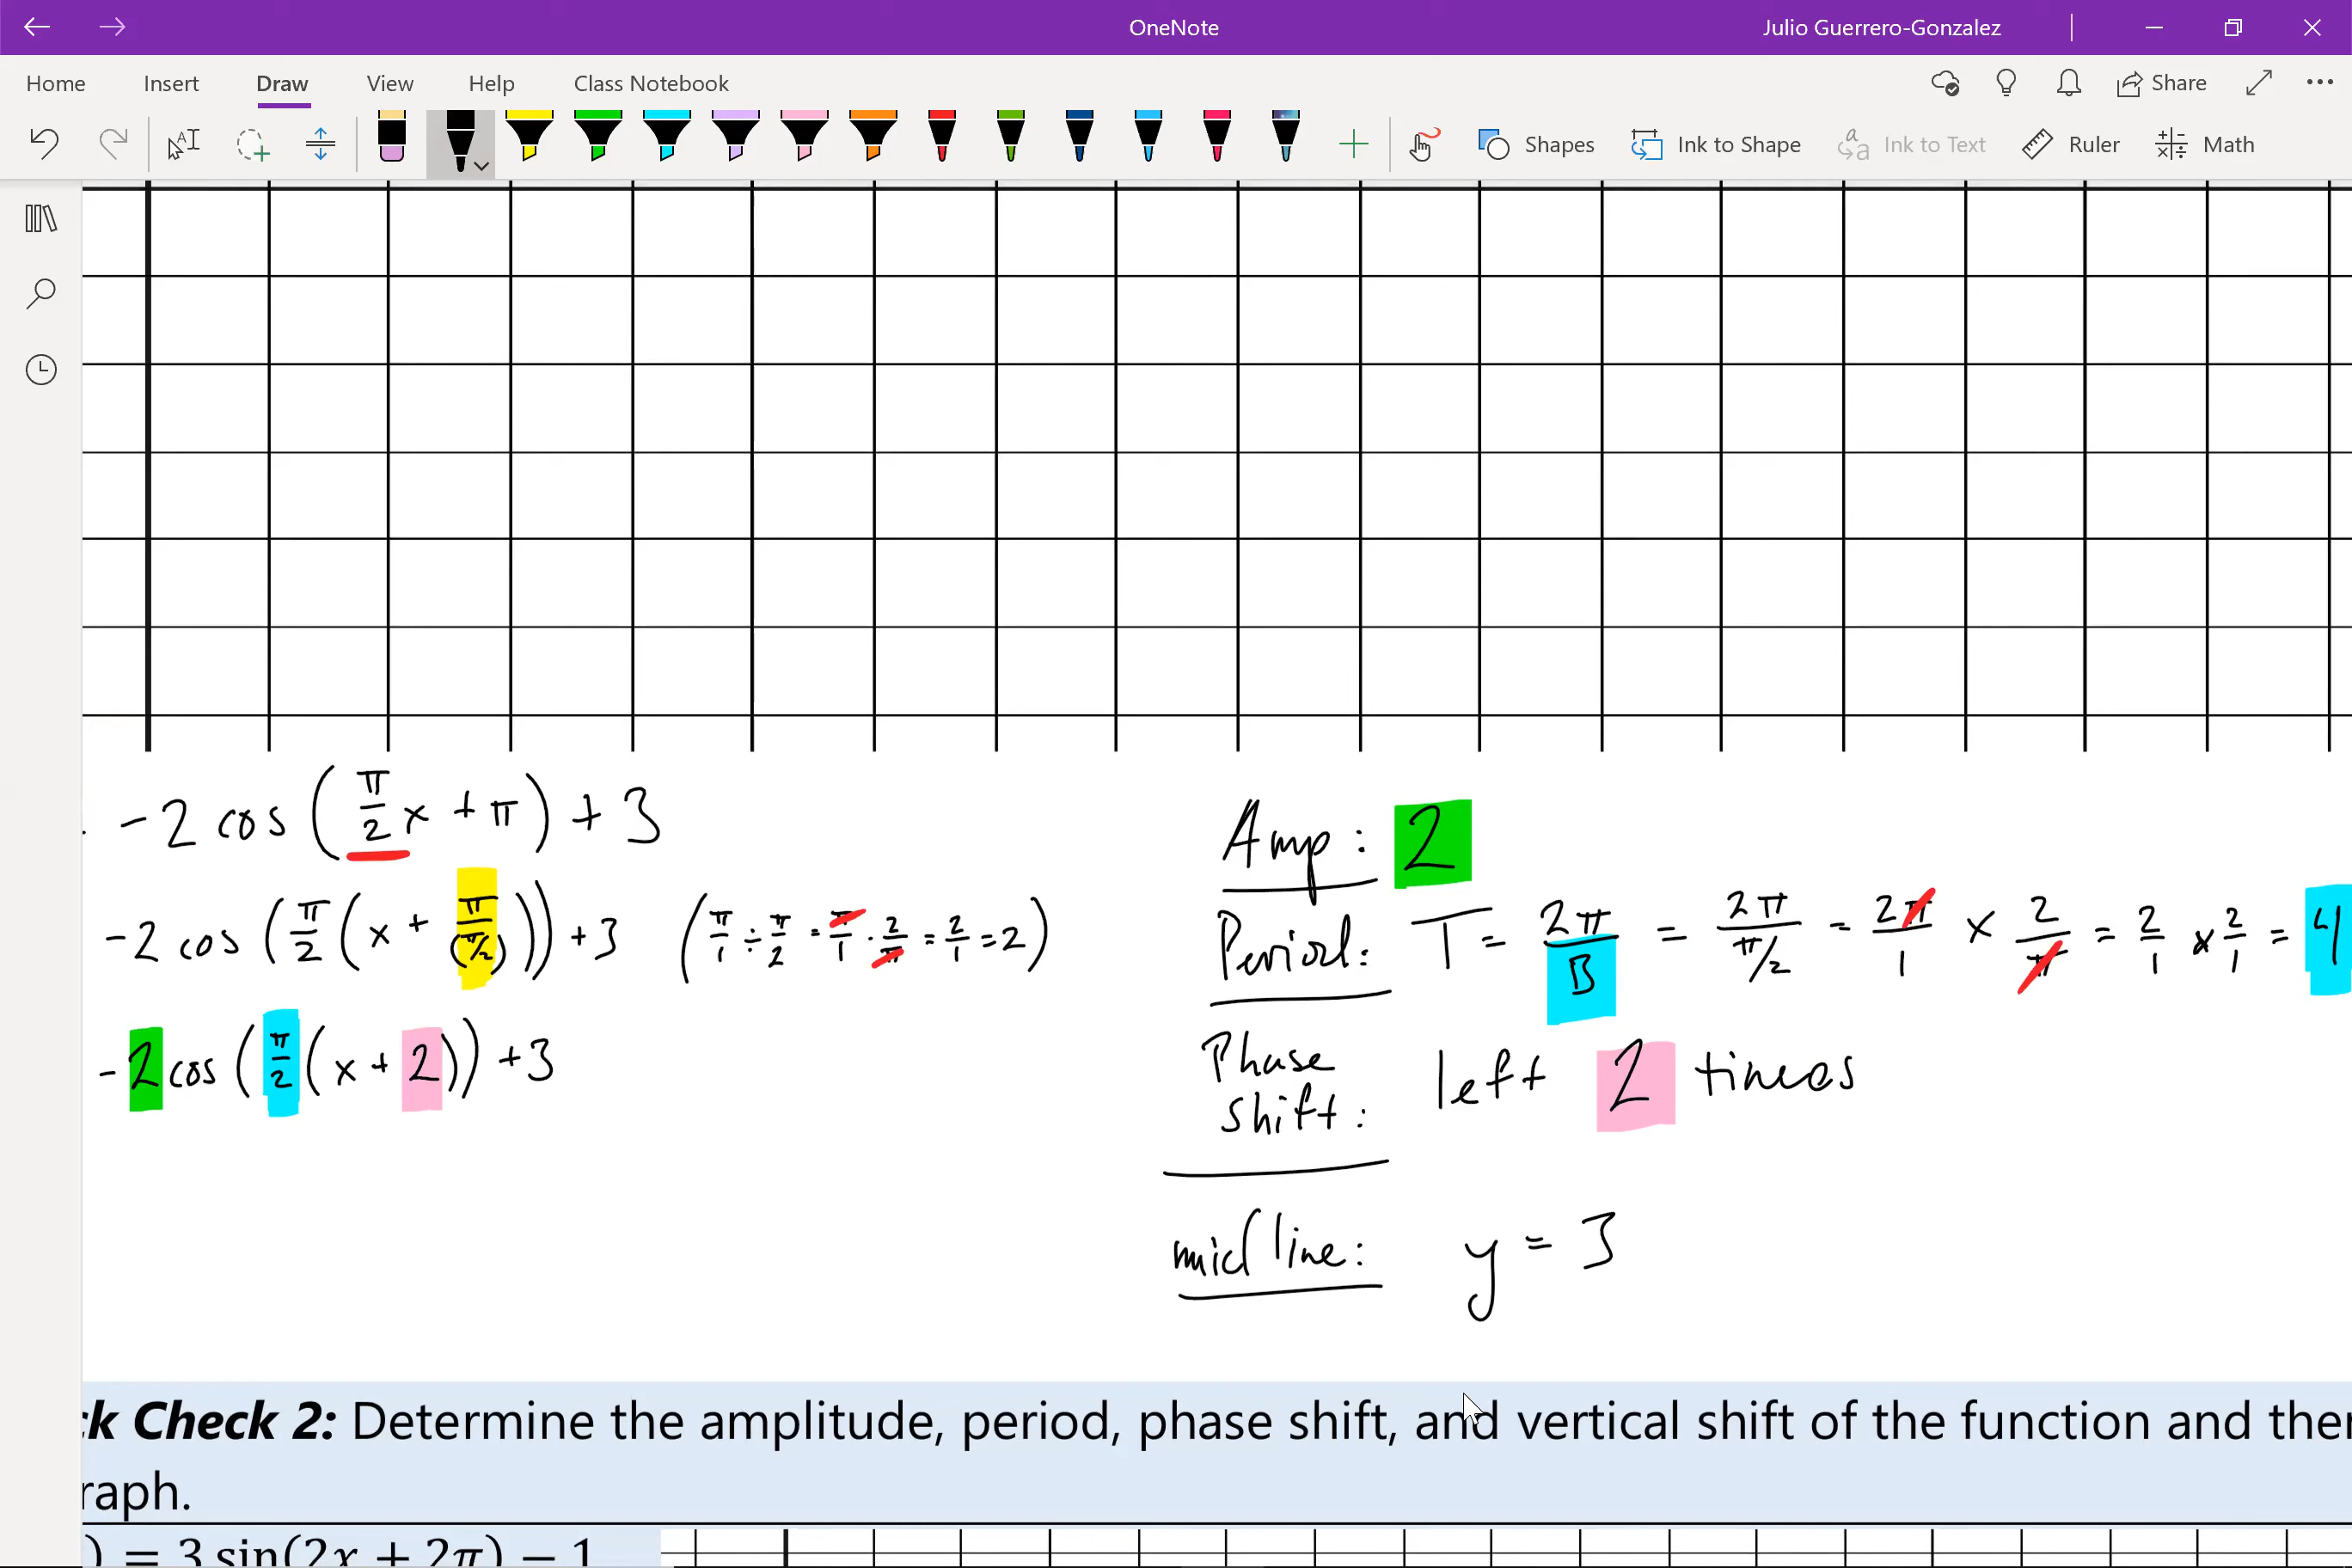 OneNote
Julio Guerrero-Gonzalez
Home Insert Draw View Help Class Notebook Share
Shapes Ink to Shape Ink to Text Ruler Math
-2 cos (π/2 x + π) + 3
-2 cos (π/2 (x + π/(π/2))) + 3 (π/1 ÷ π/2 = π/1 · 2/π = 2/1 = 2)
-2 cos (π/2 (x + 2)) + 3
Amp: 2
Period: T = 2π/B = 2π/π/2 = 2π/1 × 2/π = 2/1 × 2/1 = 4
Phase
shift: left 2 times
midline: y = 3
ck Check 2: Determine the amplitude, period, phase shift, and vertical shift of the function and the
raph.
) = 3 sin(2x + 2π) − 1